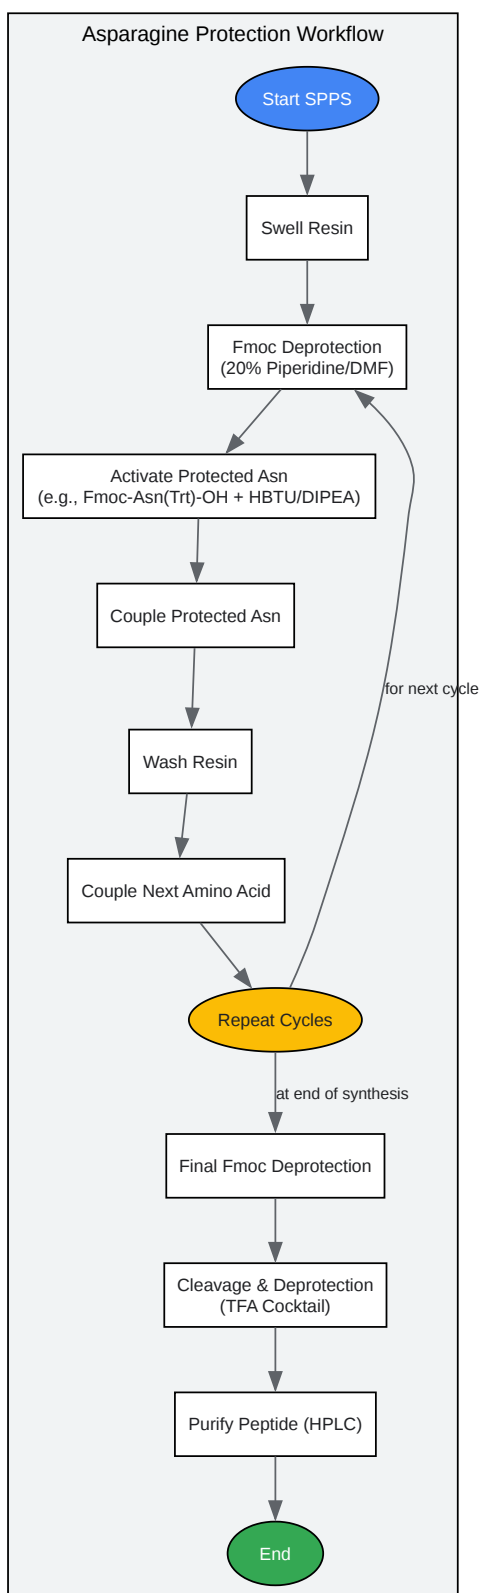 Asparagine Protection Workflow
Start SPPS
Swell Resin
Fmoc Deprotection
(20% Piperidine/DMF)
Activate Protected Asn
(e.g., Fmoc-Asn(Trt)-OH + HBTU/DIPEA)
Couple Protected Asn
for next cycle
Wash Resin
Couple Next Amino Acid
Repeat Cycles
at end of synthesis
Final Fmoc Deprotection
Cleavage & Deprotection
(TFA Cocktail)
Purify Peptide (HPLC)
End